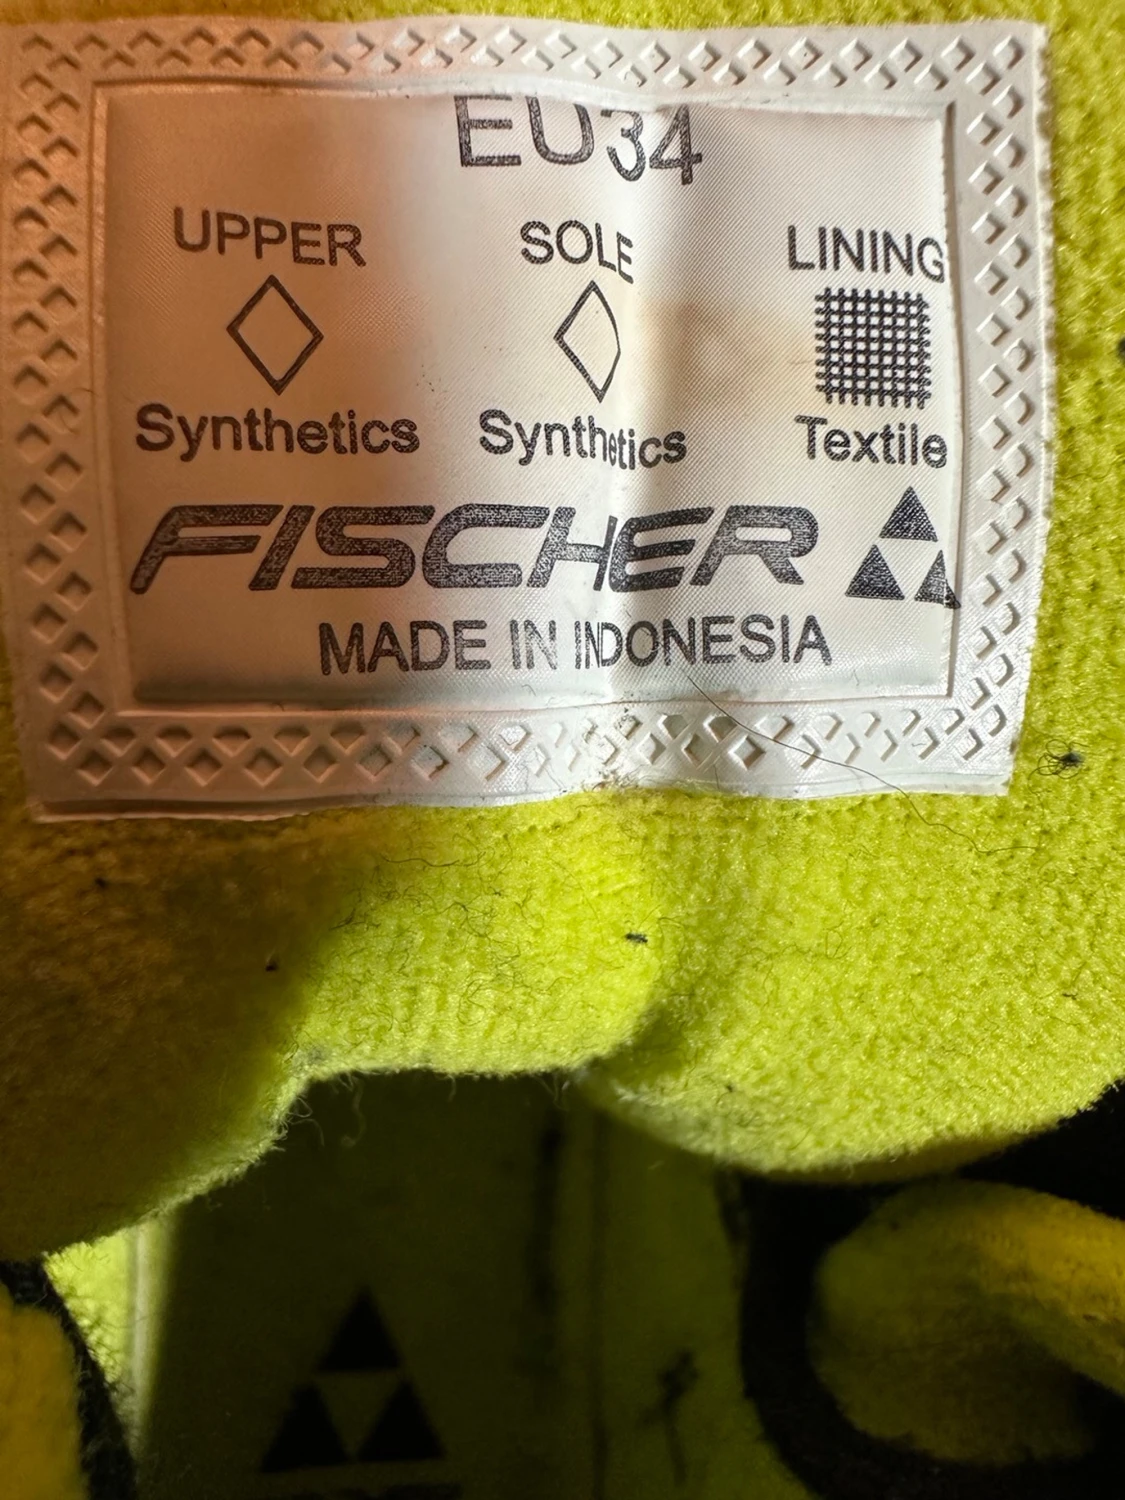 EU34
UPPER SOLE LINING
Synthetics Synthetics Textile
FISCHER
MADE IN INDONESIA